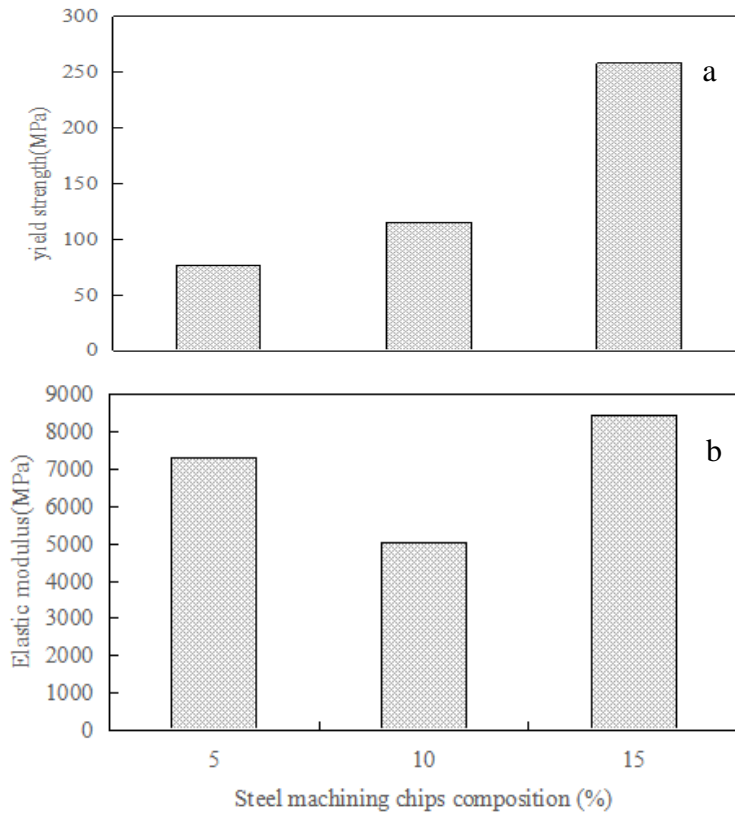 300
250
200
150
100
50
0
yield strength(MPa)
a
9000
8000
7000
6000
5000
4000
3000
2000
1000
0
Elastic modulus(MPa)
b
5 10 15
Steel machining chips composition (%)